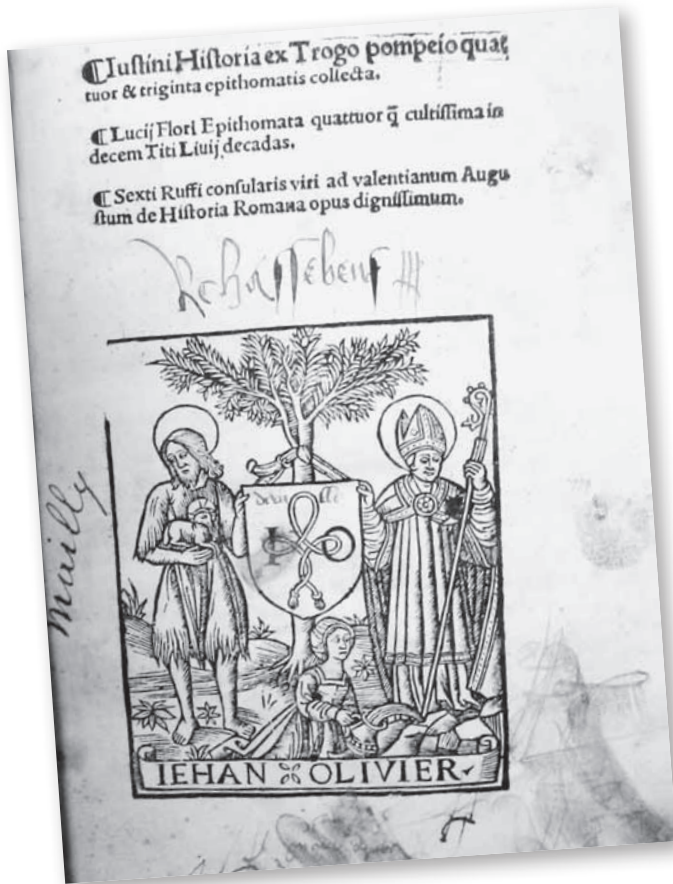 ¶Iuſtini Hiſtoria ex Trogo pompeio quat
tuor & triginta epithomatis collecta.
¶ Lucij Flori Epithomata quattuor q̃ cultiſſima in
decem Titi Liuij decadas.
¶ Sexti Ruffi conſularis viri ad valentianum Augu
ſtum de Hiſtoria Romana opus digniſſimum.
mailly
IEHAN OLIVIER